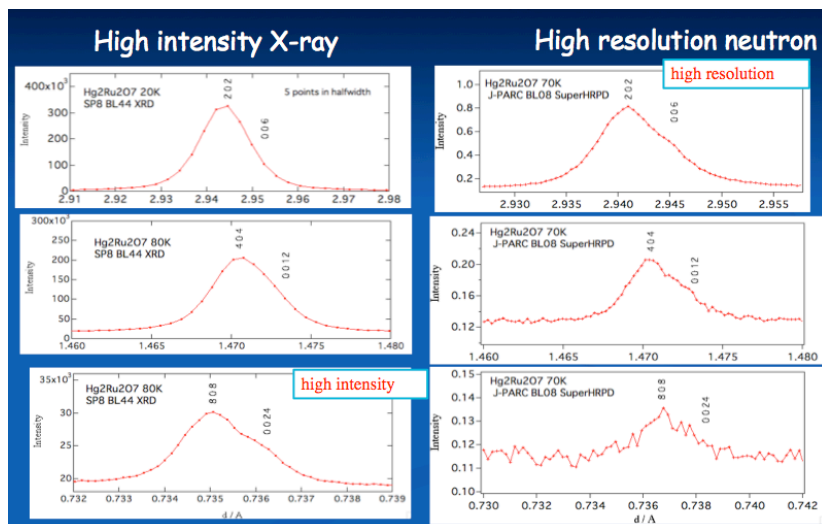 High intensity X-ray
High resolution neutron
Hg2Ru2O7 20K
SP8 BL44 XRD
202
006
5 points in halfwidth
Intensity
400x10³
300
200
100
0
2.91 2.92 2.93 2.94 2.95 2.96 2.97 2.98
high resolution
Hg2Ru2O7 70K
J-PARC BL08 SuperHRPD
202
006
Intensity
1.0
0.8
0.6
0.4
0.2
2.930 2.935 2.940 2.945 2.950 2.955
Hg2Ru2O7 80K
SP8 BL44 XRD
404
0012
Intensity
300x10³
250
200
150
100
50
0
1.460 1.465 1.470 1.475 1.480
Hg2Ru2O7 70K
J-PARC BL08 SuperHRPD
404
0012
Intensity
0.24
0.20
0.16
0.12
1.460 1.465 1.470 1.475 1.480
Hg2Ru2O7 80K
SP8 BL44 XRD
808
0024
high intensity
Intensity
35x10³
30
25
20
0.732 0.733 0.734 0.735 0.736 0.737 0.738 0.739
d / A
Hg2Ru2O7 70K
J-PARC BL08 SuperHRPD
808
0024
Intensity
0.15
0.14
0.13
0.12
0.11
0.10
0.730 0.732 0.734 0.736 0.738 0.740 0.742
d / A